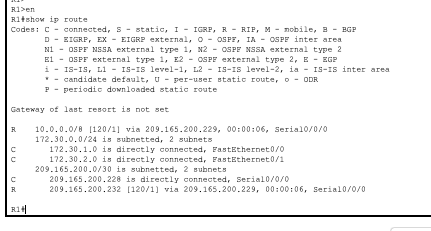 R1>
R1>en
R1#show ip route
Codes: C - connected, S - static, I - IGRP, R - RIP, M - mobile, B - BGP
       D - EIGRP, EX - EIGRP external, O - OSPF, IA - OSPF inter area
       N1 - OSPF NSSA external type 1, N2 - OSPF NSSA external type 2
       E1 - OSPF external type 1, E2 - OSPF external type 2, E - EGP
       i - IS-IS, L1 - IS-IS level-1, L2 - IS-IS level-2, ia - IS-IS inter area
       * - candidate default, U - per-user static route, o - ODR
       P - periodic downloaded static route
Gateway of last resort is not set
R    10.0.0.0/8 [120/1] via 209.165.200.229, 00:00:06, Serial0/0/0
     172.30.0.0/24 is subnetted, 2 subnets
C       172.30.1.0 is directly connected, FastEthernet0/0
C       172.30.2.0 is directly connected, FastEthernet0/1
     209.165.200.0/30 is subnetted, 2 subnets
C       209.165.200.228 is directly connected, Serial0/0/0
R       209.165.200.232 [120/1] via 209.165.200.229, 00:00:06, Serial0/0/0
R1#